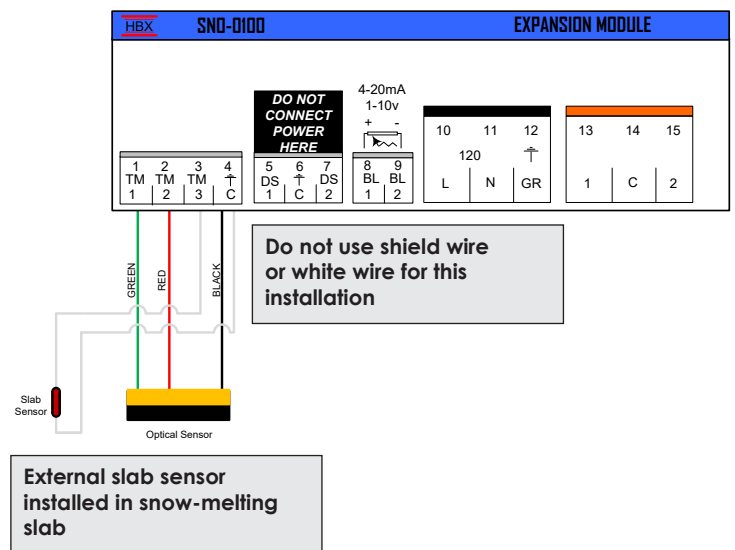 HBX SNO-0100 EXPANSION MODULE
DO NOT
CONNECT
POWER
HERE
4-20mA
1-10v
+ -
10 11 12
120
L N GR
13 14 15
1 C 2
1 2 3 4
TM TM TM
1 2 3 C
5 6 7
DS DS
1 C 2
8 9
BL BL
1 2
GREEN
RED
BLACK
Do not use shield wire
or white wire for this
installation
Slab
Sensor
Optical Sensor
External slab sensor
installed in snow-melting
slab